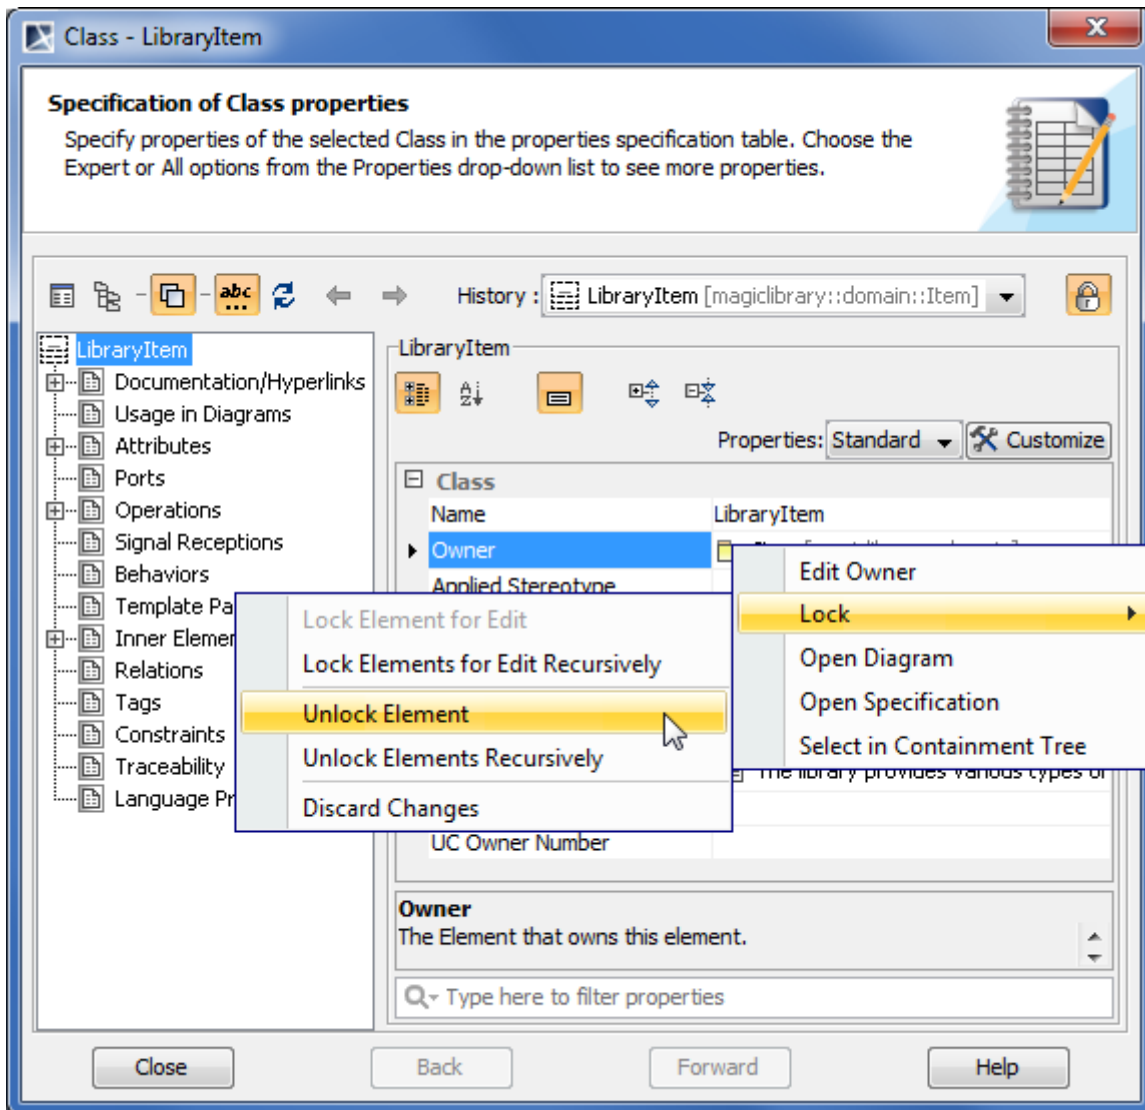 Class - LibraryItem
Specification of Class properties
Specify properties of the selected Class in the properties specification table. Choose the
Expert or All options from the Properties drop-down list to see more properties.
abc
History : LibraryItem [magiclibrary::domain::Item]
LibraryItem
Documentation/Hyperlinks
Usage in Diagrams
Attributes
Ports
Operations
Signal Receptions
Behaviors
Template Pa
Inner Elemen
Relations
Tags
Constraints
Traceability
Language Pr
LibraryItem
Properties: Standard Customize
Class
Name LibraryItem
Owner
Applied Stereotype
Edit Owner
Lock
Open Diagram
Open Specification
Select in Containment Tree
Lock Element for Edit
Lock Elements for Edit Recursively
Unlock Element
Unlock Elements Recursively
Discard Changes
The library provides various types of
UC Owner Number
Owner
The Element that owns this element.
Type here to filter properties
Close Back Forward Help